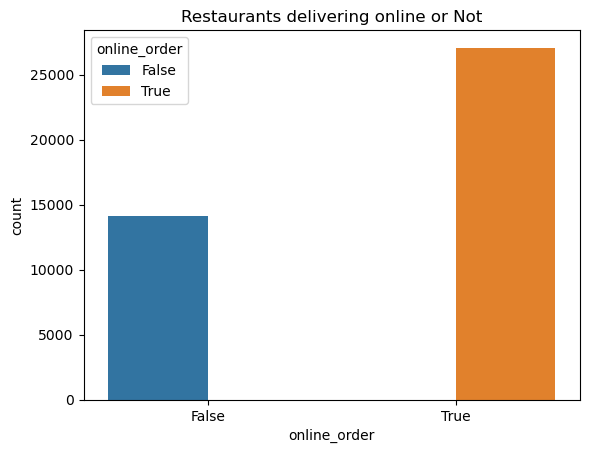 Restaurants delivering online or Not
online_order
False
True
25000
20000
15000
10000
5000
0
count
False True
online_order